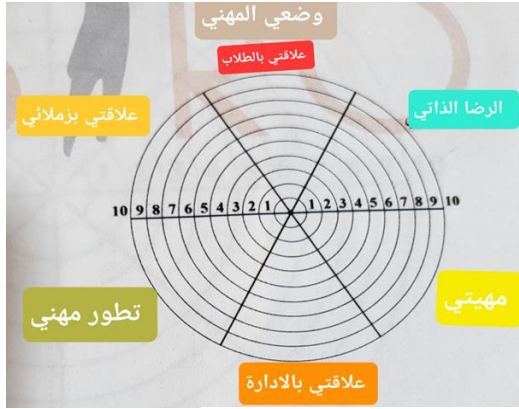 وضعي المهني
علاقتي بالطلاب
علاقتي بزملائي
الرضا الذاتي
10 9 8 7 6 5 4 3 2 1 1 2 3 4 5 6 7 8 9 10
مهيتي
تطور مهني
علاقتي بالادارة